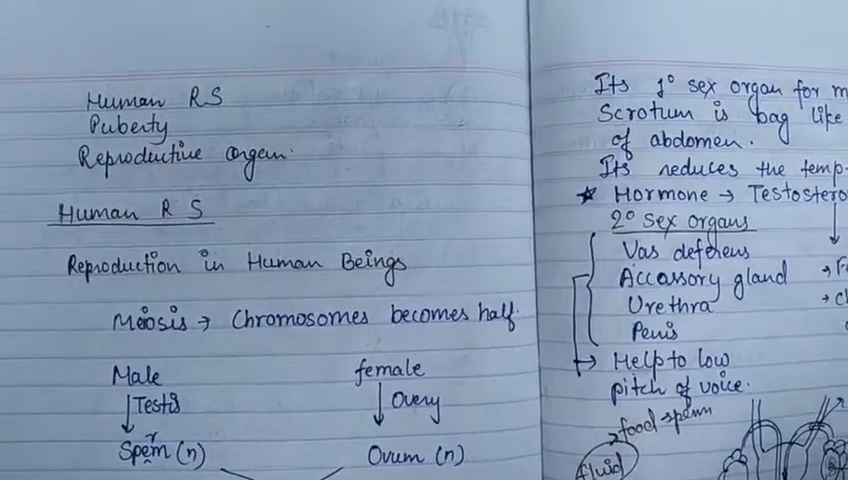 Human RS
Puberty
Reproductive organ.
Human R S
Reproduction in Human Beings
Meiosis → Chromosomes becomes half.
Male female
↓ Testis ↓ Overy
Sperm (n) Ovum (n)
Its 1° sex organ for m
Scrotum is bag like
of abdomen.
Its reduces the temp-
★ Hormone → Testostero
2° sex organs
Vas deferens
Accassory gland
Urethra
Penis
→ Help to low
pitch of voice.
food → sperm
fluid